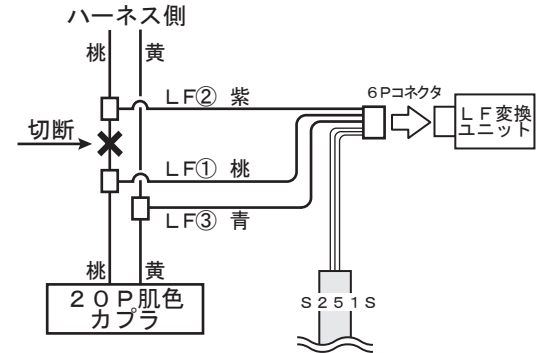 ハーネス側
桃 黄
6Pコネクタ
LF② 紫
LF変換
ユニット
切断
LF① 桃
LF③ 青
桃 黄
20P肌色
カプラ
S251S